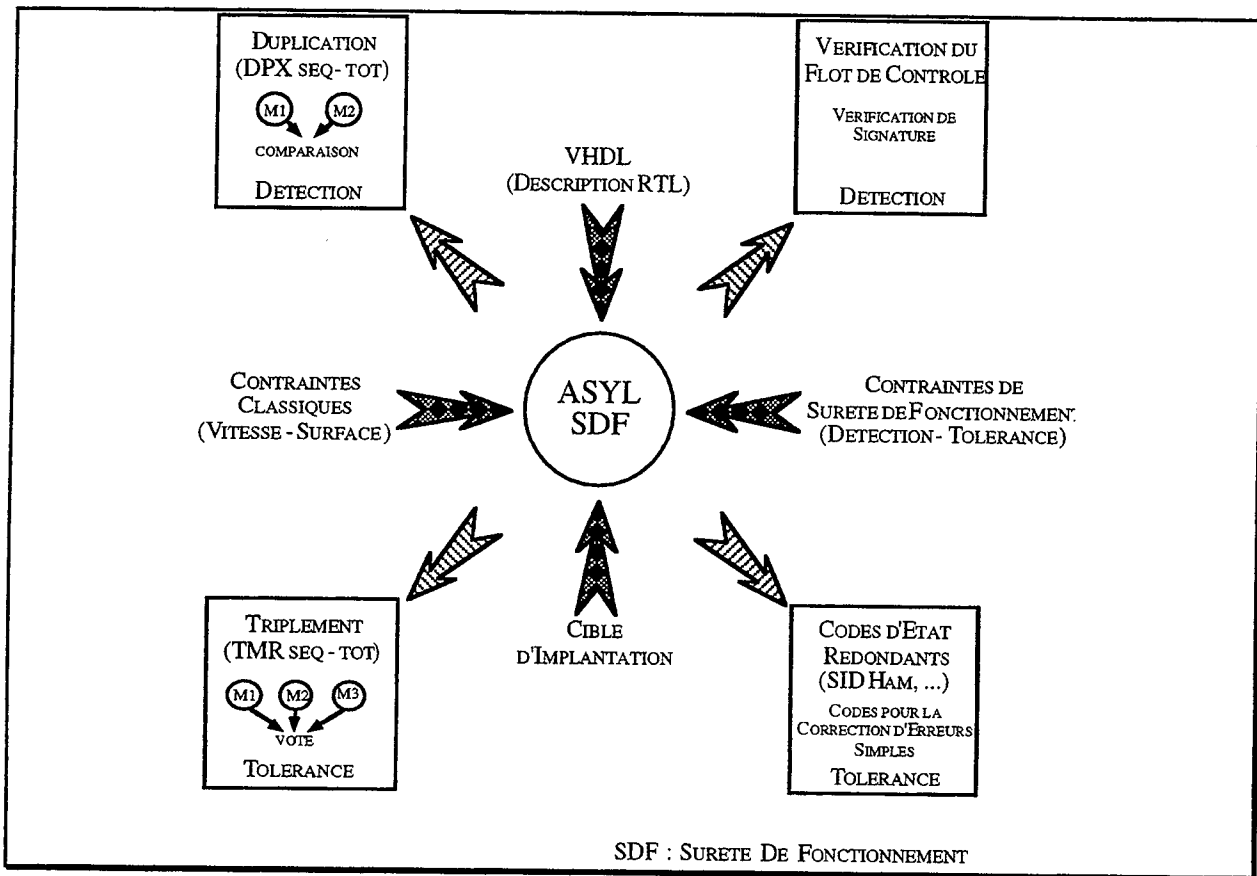 DUPLICATION
(DPX SEQ - TOT)
M1 M2
COMPARAISON
DETECTION
VERIFICATION DU
FLOT DE CONTROLE
VERIFICATION DE
SIGNATURE
DETECTION
VHDL
(DESCRIPTION RTL)
CONTRAINTES
CLASSIQUES
(VITESSE - SURFACE)
ASYL
SDF
CONTRAINTES DE
SURETE DE FONCTIONNEMENT
(DETECTION - TOLERANCE)
TRIPLEMENT
(TMR SEQ - TOT)
M1 M2 M3
VOTE
TOLERANCE
CIBLE
D'IMPLANTATION
CODES D'ETAT
REDONDANTS
(SID HAM, ...)
CODES POUR LA
CORRECTION D'ERREURS
SIMPLES
TOLERANCE
SDF : SURETE DE FONCTIONNEMENT